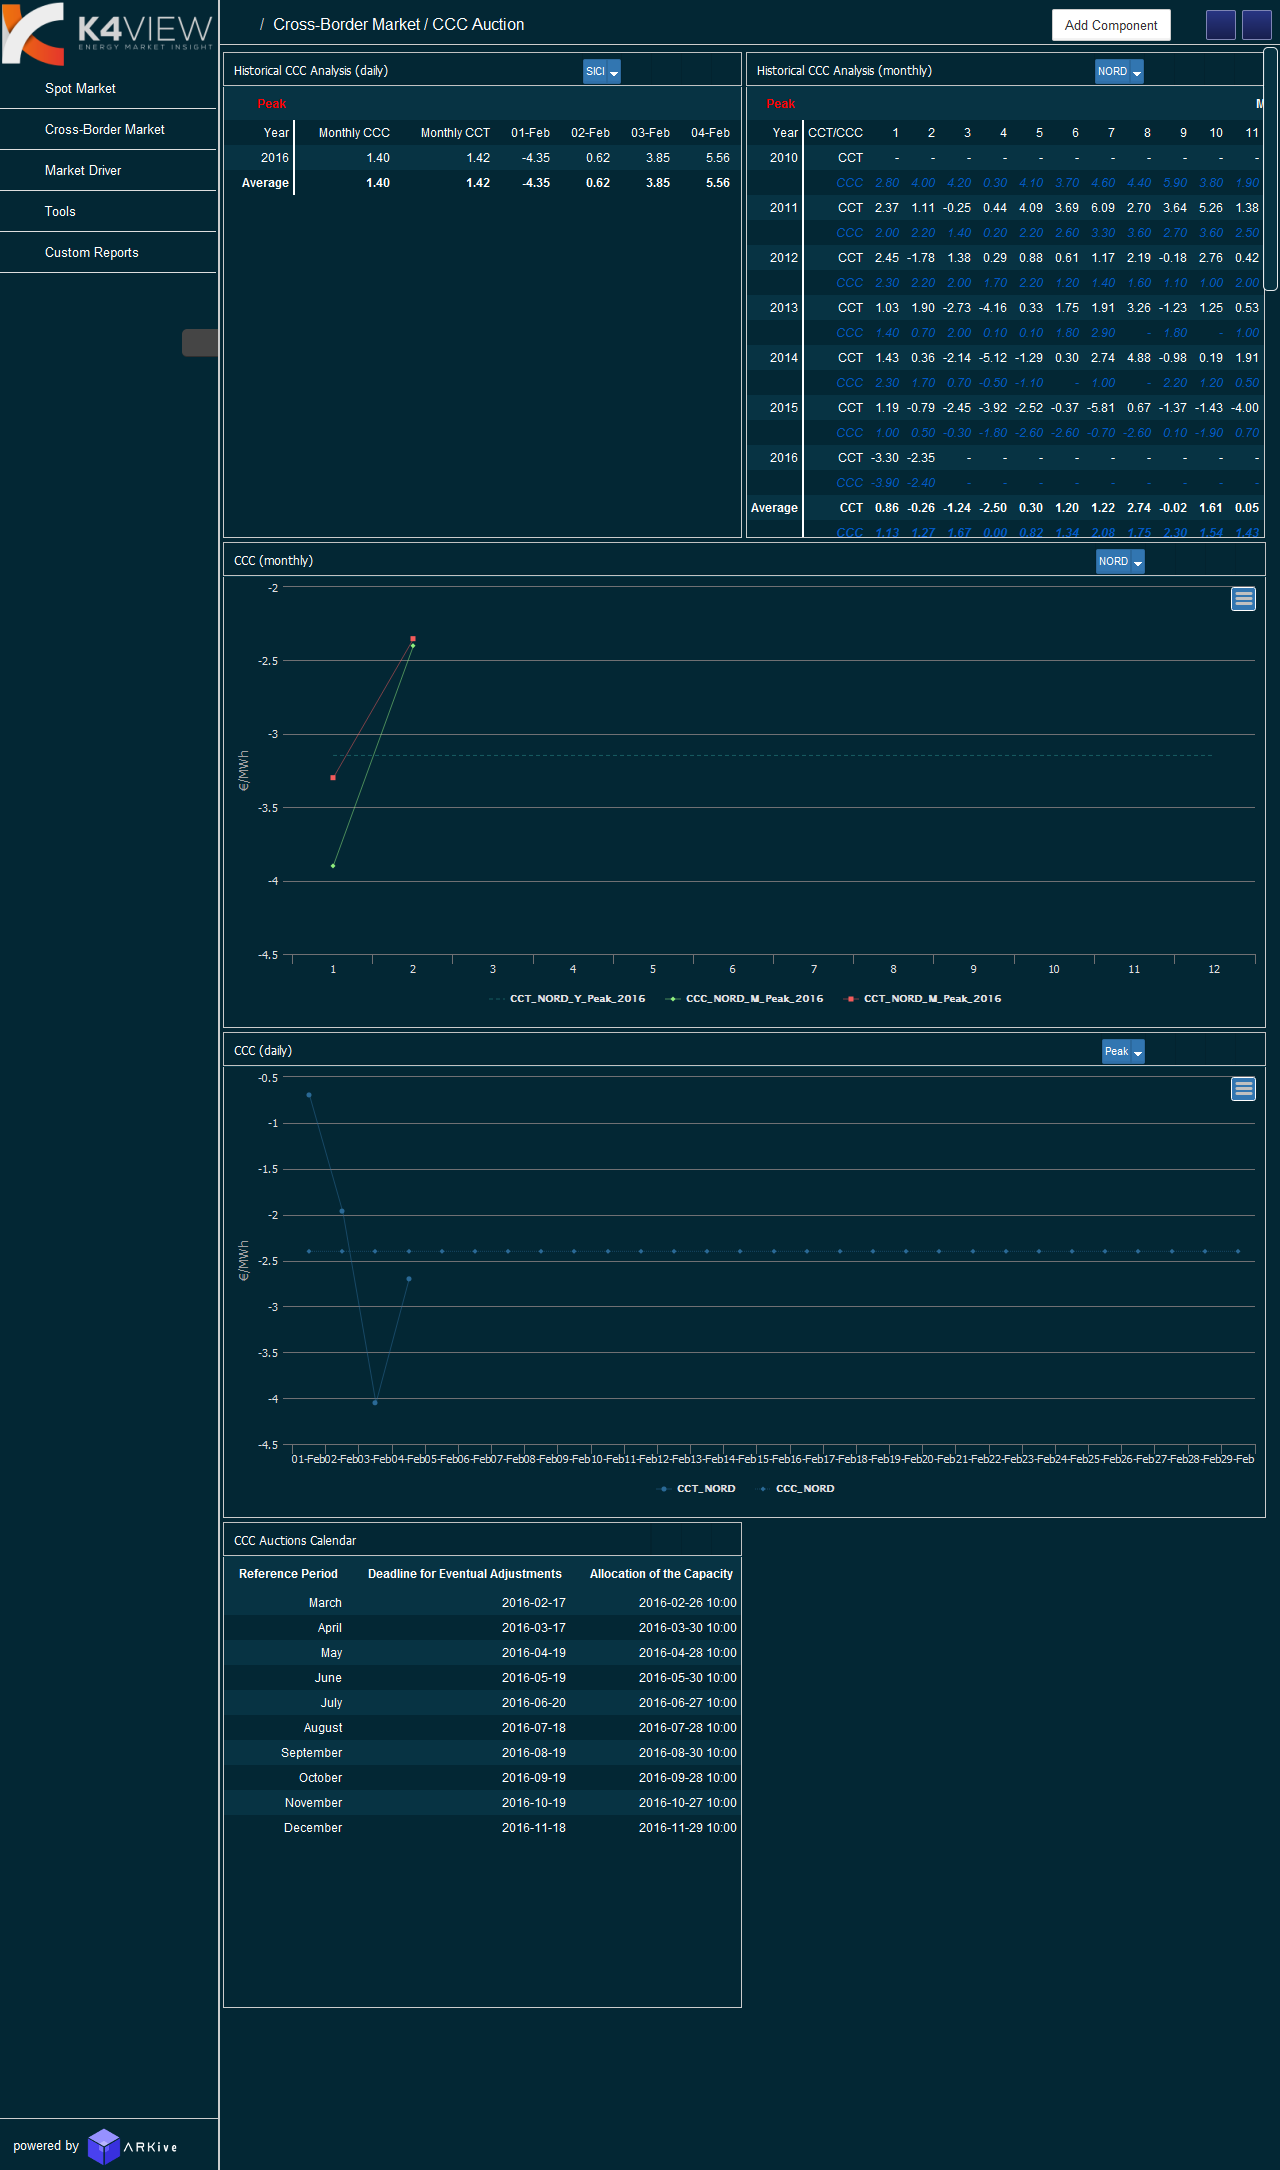 K4VIEW
ENERGY MARKET INSIGHT
/ Cross-Border Market / CCC Auction
Add Component
Spot Market
Cross-Border Market
Market Driver
Tools
Custom Reports
Historical CCC Analysis (daily)
SICI
Peak
Year Monthly CCC Monthly CCT 01-Feb 02-Feb 03-Feb 04-Feb
2016 1.40 1.42 -4.35 0.62 3.85 5.56
Average 1.40 1.42 -4.35 0.62 3.85 5.56
Historical CCC Analysis (monthly)
NORD
Peak
Year CCT/CCC 1 2 3 4 5 6 7 8 9 10 11
2010 CCT - - - - - - - - - - -
CCC 2.80 4.00 4.20 0.30 4.10 3.70 4.60 4.40 5.90 3.80 1.90
2011 CCT 2.37 1.11 -0.25 0.44 4.09 3.69 6.09 2.70 3.64 5.26 1.38
CCC 2.00 2.20 1.40 0.20 2.20 2.60 3.30 3.60 2.70 3.60 2.50
2012 CCT 2.45 -1.78 1.38 0.29 0.88 0.61 1.17 2.19 -0.18 2.76 0.42
CCC 2.30 2.20 2.00 1.70 2.20 1.20 1.40 1.60 1.10 1.00 2.00
2013 CCT 1.03 1.90 -2.73 -4.16 0.33 1.75 1.91 3.26 -1.23 1.25 0.53
CCC 1.40 0.70 2.00 0.10 0.10 1.80 2.90 - 1.80 - 1.00
2014 CCT 1.43 0.36 -2.14 -5.12 -1.29 0.30 2.74 4.88 -0.98 0.19 1.91
CCC 2.30 1.70 0.70 -0.50 -1.10 - 1.00 - 2.20 1.20 0.50
2015 CCT 1.19 -0.79 -2.45 -3.92 -2.52 -0.37 -5.81 0.67 -1.37 -1.43 -4.00
CCC 1.00 0.50 -0.30 -1.80 -2.60 -2.60 -0.70 -2.60 0.10 -1.90 0.70
2016 CCT -3.30 -2.35 - - - - - - - - -
CCC -3.90 -2.40 - - - - - - - - -
Average CCT 0.86 -0.26 -1.24 -2.50 0.30 1.20 1.22 2.74 -0.02 1.61 0.05
CCC 1.13 1.27 1.67 0.00 0.82 1.34 2.08 1.75 2.30 1.54 1.43
CCC (monthly)
NORD
-2
-2.5
-3
-3.5
-4
-4.5
€/MWh
1 2 3 4 5 6 7 8 9 10 11 12
CCT_NORD_Y_Peak_2016 CCC_NORD_M_Peak_2016 CCT_NORD_M_Peak_2016
CCC (daily)
Peak
-0.5
-1
-1.5
-2
-2.5
-3
-3.5
-4
-4.5
€/MWh
01-Feb 02-Feb 03-Feb 04-Feb 05-Feb 06-Feb 07-Feb 08-Feb 09-Feb 10-Feb 11-Feb 12-Feb 13-Feb 14-Feb 15-Feb 16-Feb 17-Feb 18-Feb 19-Feb 20-Feb 21-Feb 22-Feb 23-Feb 24-Feb 25-Feb 26-Feb 27-Feb 28-Feb 29-Feb
CCT_NORD CCC_NORD
CCC Auctions Calendar
Reference Period Deadline for Eventual Adjustments Allocation of the Capacity
March 2016-02-17 2016-02-26 10:00
April 2016-03-17 2016-03-30 10:00
May 2016-04-19 2016-04-28 10:00
June 2016-05-19 2016-05-30 10:00
July 2016-06-20 2016-06-27 10:00
August 2016-07-18 2016-07-28 10:00
September 2016-08-19 2016-08-30 10:00
October 2016-09-19 2016-09-28 10:00
November 2016-10-19 2016-10-27 10:00
December 2016-11-18 2016-11-29 10:00
powered by ARKive